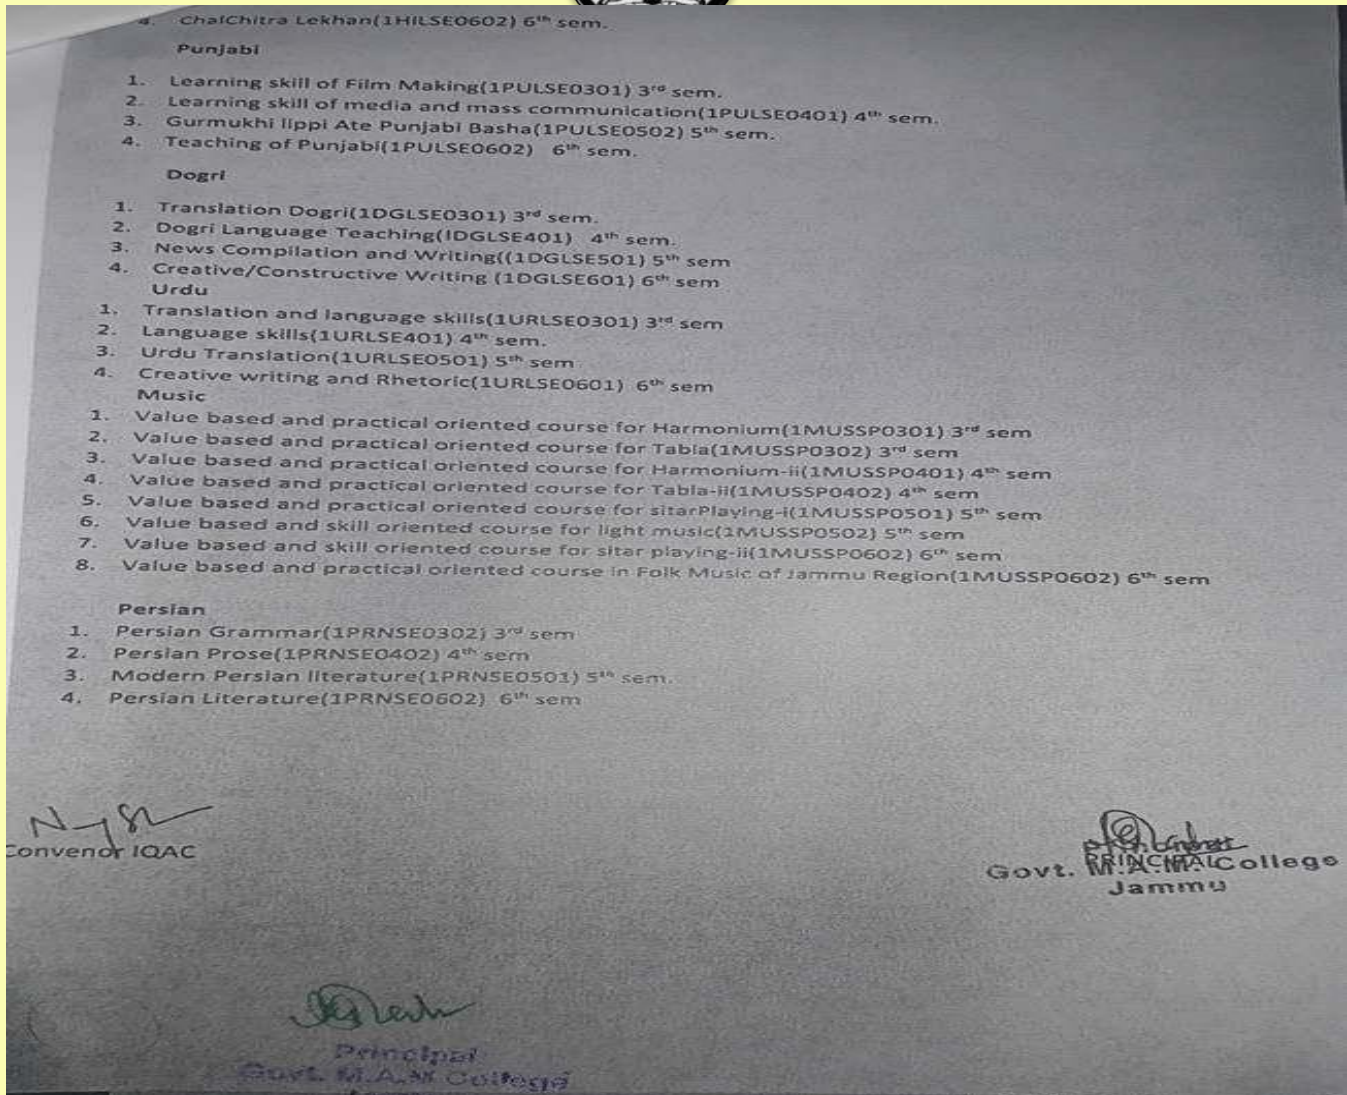 4. ChalChitra Lekhan(1HILSE0602) 6th sem.
Punjabi
1. Learning skill of Film Making(1PULSE0301) 3rd sem.
2. Learning skill of media and mass communication(1PULSE0401) 4th sem.
3. Gurmukhi lippi Ate Punjabi Basha(1PULSE0502) 5th sem.
4. Teaching of Punjabi(1PULSE0602) 6th sem.
Dogri
1. Translation Dogri(1DGLSE0301) 3rd sem.
2. Dogri Language Teaching(IDGLSE401) 4th sem.
3. News Compilation and Writing((1DGLSE501) 5th sem
4. Creative/Constructive Writing (1DGLSE601) 6th sem
Urdu
1. Translation and language skills(1URLSE0301) 3rd sem
2. Language skills(1URLSE401) 4th sem.
3. Urdu Translation(1URLSE0501) 5th sem
4. Creative writing and Rhetoric(1URLSE0601) 6th sem
Music
1. Value based and practical oriented course for Harmonium(1MUSSP0301) 3rd sem
2. Value based and practical oriented course for Tabla(1MUSSP0302) 3rd sem
3. Value based and practical oriented course for Harmonium-ii(1MUSSP0401) 4th sem
4. Value based and practical oriented course for Tabla-ii(1MUSSP0402) 4th sem
5. Value based and practical oriented course for sitarPlaying-i(1MUSSP0501) 5th sem
6. Value based and skill oriented course for light music(1MUSSP0502) 5th sem
7. Value based and skill oriented course for sitar playing-ii(1MUSSP0602) 6th sem
8. Value based and practical oriented course in Folk Music of Jammu Region(1MUSSP0602) 6th sem
Persian
1. Persian Grammar(1PRNSE0302) 3rd sem
2. Persian Prose(1PRNSE0402) 4th sem
3. Modern Persian literature(1PRNSE0501) 5th sem.
4. Persian Literature(1PRNSE0602) 6th sem
Convenor IQAC
PRINCIPAL
Govt. M.A.M. College
Jammu
Principal
Govt. M.A.M College